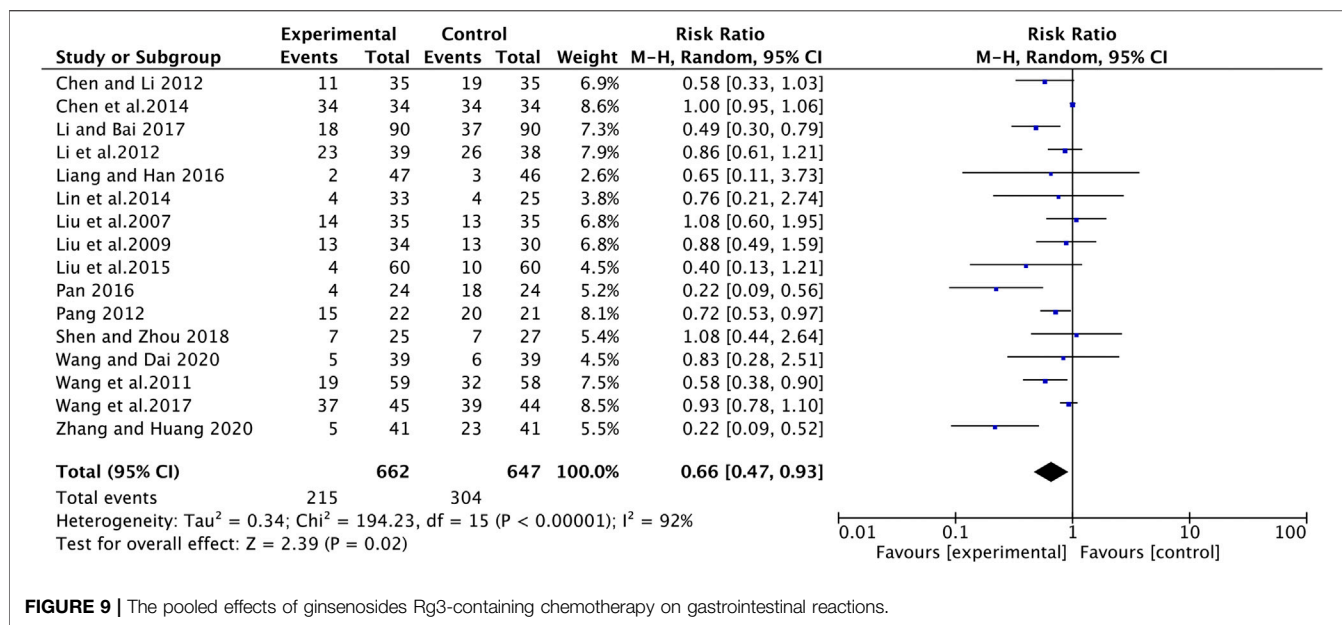 Experimental Control Risk Ratio Risk Ratio
Study or Subgroup Events Total Events Total Weight M-H, Random, 95% CI M-H, Random, 95% CI
Chen and Li 2012 11 35 19 35 6.9% 0.58 [0.33, 1.03]
Chen et al.2014 34 34 34 34 8.6% 1.00 [0.95, 1.06]
Li and Bai 2017 18 90 37 90 7.3% 0.49 [0.30, 0.79]
Li et al.2012 23 39 26 38 7.9% 0.86 [0.61, 1.21]
Liang and Han 2016 2 47 3 46 2.6% 0.65 [0.11, 3.73]
Lin et al.2014 4 33 4 25 3.8% 0.76 [0.21, 2.74]
Liu et al.2007 14 35 13 35 6.8% 1.08 [0.60, 1.95]
Liu et al.2009 13 34 13 30 6.8% 0.88 [0.49, 1.59]
Liu et al.2015 4 60 10 60 4.5% 0.40 [0.13, 1.21]
Pan 2016 4 24 18 24 5.2% 0.22 [0.09, 0.56]
Pang 2012 15 22 20 21 8.1% 0.72 [0.53, 0.97]
Shen and Zhou 2018 7 25 7 27 5.4% 1.08 [0.44, 2.64]
Wang and Dai 2020 5 39 6 39 4.5% 0.83 [0.28, 2.51]
Wang et al.2011 19 59 32 58 7.5% 0.58 [0.38, 0.90]
Wang et al.2017 37 45 39 44 8.5% 0.93 [0.78, 1.10]
Zhang and Huang 2020 5 41 23 41 5.5% 0.22 [0.09, 0.52]
Total (95% CI) 662 647 100.0% 0.66 [0.47, 0.93]
Total events 215 304
Heterogeneity: Tau² = 0.34; Chi² = 194.23, df = 15 (P < 0.00001); I² = 92%
Test for overall effect: Z = 2.39 (P = 0.02)
0.01 0.1 1 10 100
Favours [experimental] Favours [control]
FIGURE 9 | The pooled effects of ginsenosides Rg3-containing chemotherapy on gastrointestinal reactions.